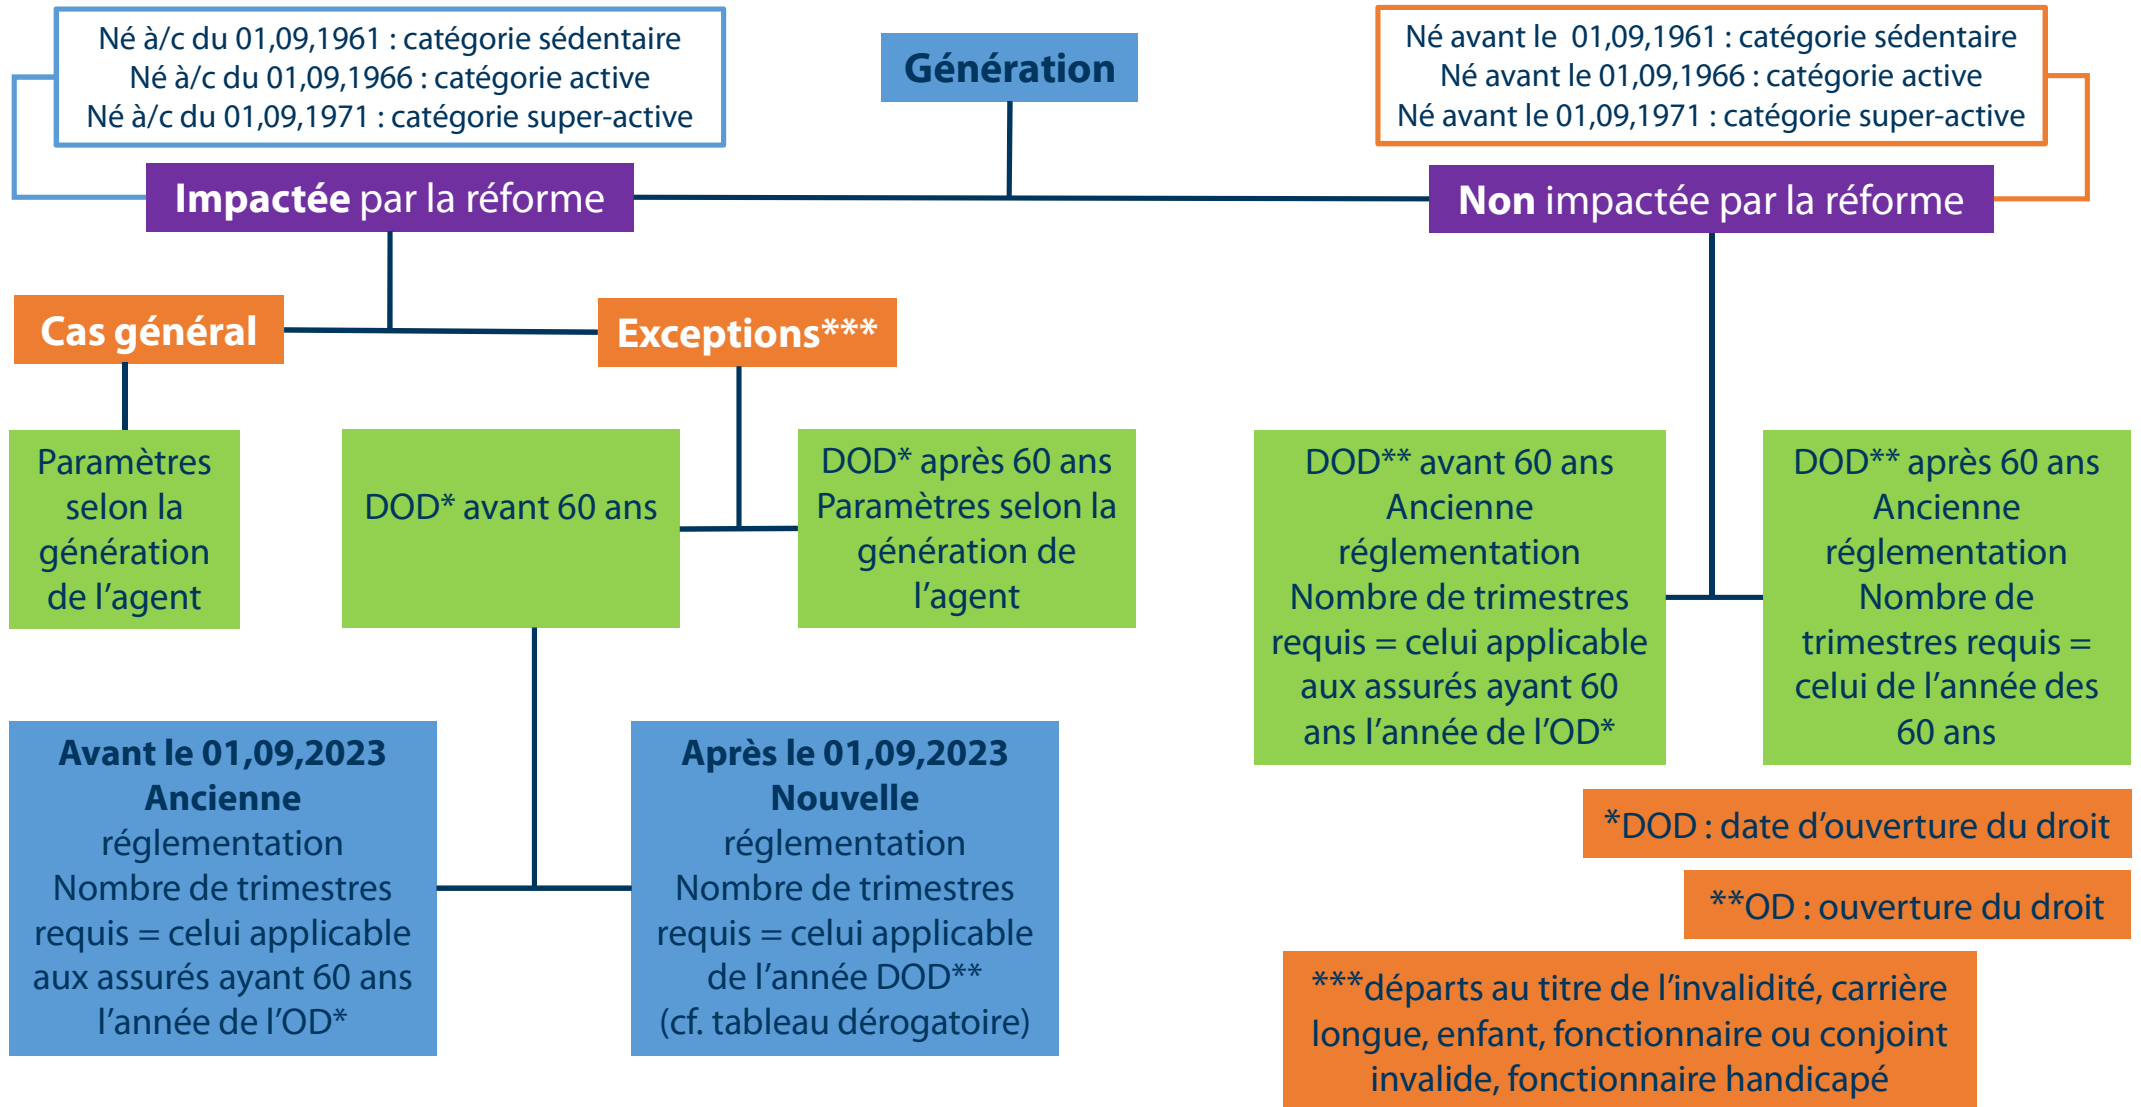 Né à/c du 01,09,1961 : catégorie sédentaire
Né à/c du 01,09,1966 : catégorie active
Né à/c du 01,09,1971 : catégorie super-active
Génération
Né avant le  01,09,1961 : catégorie sédentaire
Né avant le 01,09,1966 : catégorie active
Né avant le 01,09,1971 : catégorie super-active
Impactée par la réforme
Non impactée par la réforme
Cas général
Exceptions***
Paramètres
selon la
génération
de l’agent
DOD* avant 60 ans
DOD* après 60 ans
Paramètres selon la
génération de
l’agent
DOD** avant 60 ans
Ancienne
réglementation
Nombre de trimestres
requis = celui applicable
aux assurés ayant 60
ans l’année de l’OD*
DOD** après 60 ans
Ancienne
réglementation
Nombre de
trimestres requis =
celui de l’année des
60 ans
Avant le 01,09,2023
Ancienne
réglementation
Nombre de trimestres
requis = celui applicable
aux assurés ayant 60 ans
l’année de l’OD*
Après le 01,09,2023
Nouvelle
réglementation
Nombre de trimestres
requis = celui applicable
de l’année DOD**
(cf. tableau dérogatoire)
*DOD : date d’ouverture du droit
**OD : ouverture du droit
***départs au titre de l’invalidité, carrière
longue, enfant, fonctionnaire ou conjoint
invalide, fonctionnaire handicapé